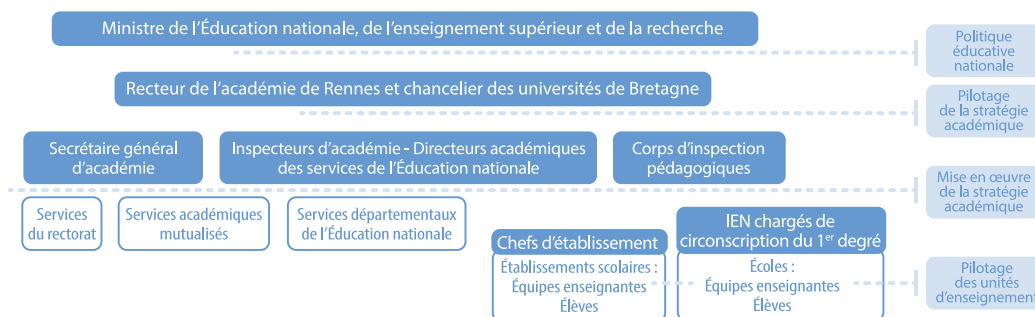 Ministre de l’Éducation nationale, de l’enseignement supérieur et de la recherche
Politique
éducative
nationale
Recteur de l’académie de Rennes et chancelier des universités de Bretagne
Pilotage
de la stratégie
académique
Secrétaire général
d’académie
Inspecteurs d’académie - Directeurs académiques
des services de l’Éducation nationale
Corps d’inspection
pédagogiques
Mise en œuvre
de la stratégie
académique
Services
du rectorat
Services académiques
mutualisés
Services départementaux
de l’Éducation nationale
Chefs d’établissement
Établissements scolaires :
Équipes enseignantes
Élèves
IEN chargés de
circonscription du 1er degré
Écoles :
Équipes enseignantes
Élèves
Pilotage
des unités
d’enseignement